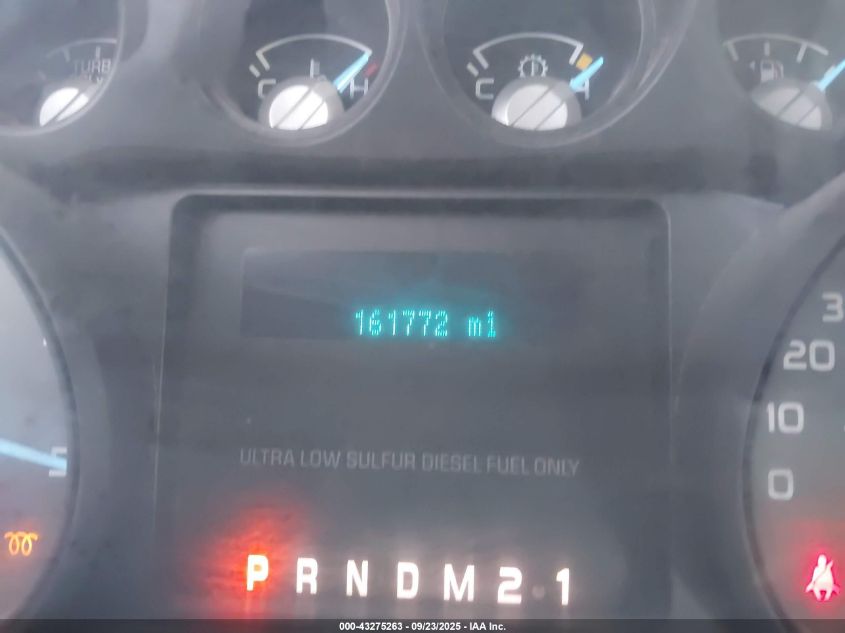 C H
C H
161772 mi
ULTRA LOW SULFUR DIESEL FUEL ONLY
5
3
20
10
0
P R N D M 2 1
000-43275263 - 09/23/2025 - IAA Inc.